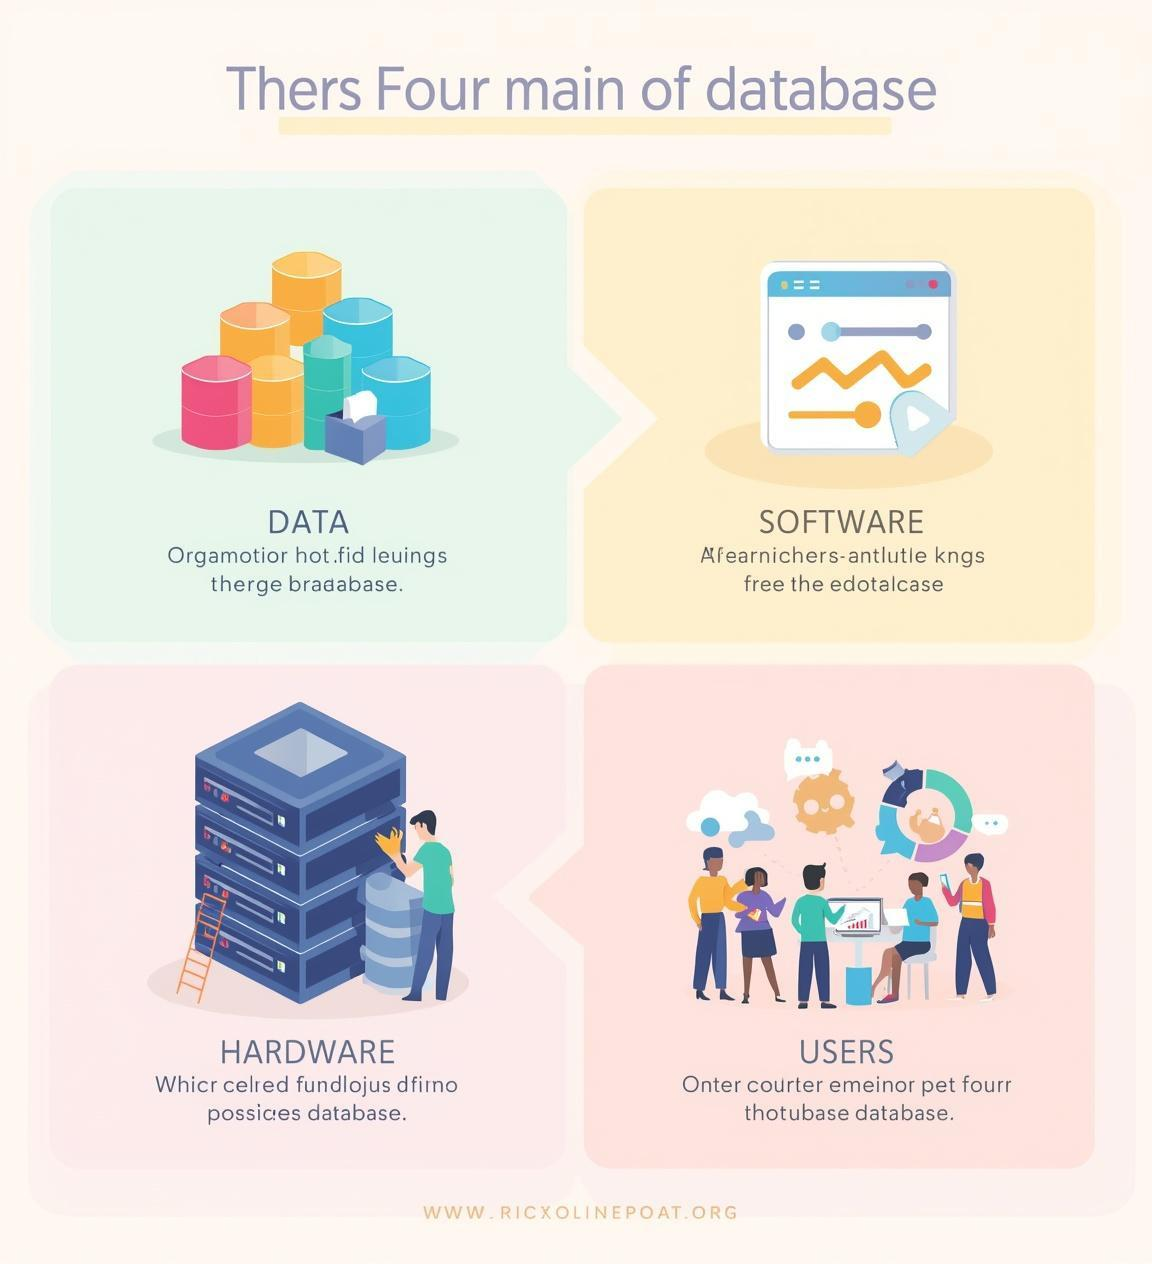 Thers Four main of database
DATA
Orgamotior hot.fid leuings
therge braaabase.
SOFTWARE
Afearnichers-antlutle kngs
free the edotalcase
HARDWARE
Whicr celred fundlojus dfirno
possicies database.
USERS
Onter courter emeinor pet fourr
thotubase database.
WWW.RICXOLINEPOAT.ORG